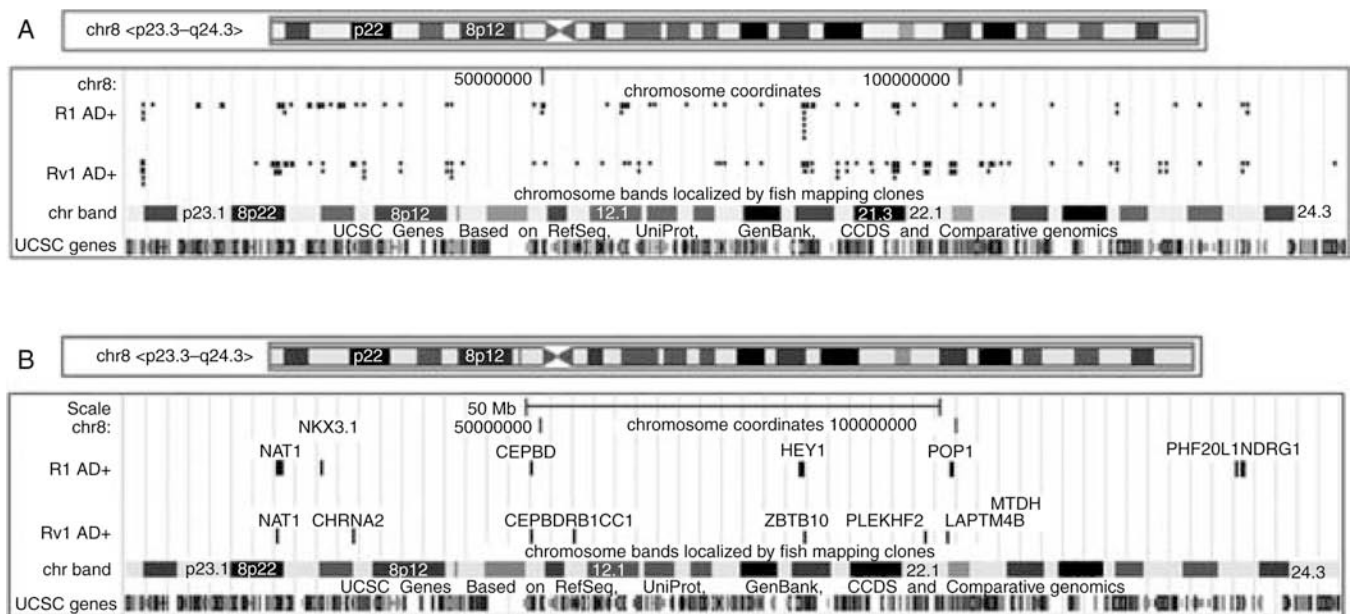 A
chr8 <p23.3–q24.3>
p22
8p12
chr8:
50000000
100000000
chromosome coordinates
R1 AD+
Rv1 AD+
chromosome bands localized by fish mapping clones
chr band
p23.1
8p22
8p12
12.1
21.3
22.1
24.3
UCSC Genes Based on RefSeq, UniProt, GenBank, CCDS and Comparative genomics
UCSC genes
B
chr8 <p23.3–q24.3>
p22
8p12
Scale
50 Mb
chr8:
50000000
chromosome coordinates 100000000
NKX3.1
NAT1
CEPBD
HEY1
POP1
PHF20L1NDRG1
R1 AD+
MTDH
NAT1
CHRNA2
CEPBDRB1CC1
ZBTB10
PLEKHF2
LAPTM4B
Rv1 AD+
chromosome bands localized by fish mapping clones
chr band
p23.1
8p22
8p12
12.1
22.1
24.3
UCSC Genes Based on RefSeq, UniProt, GenBank, CCDS and Comparative genomics
UCSC genes